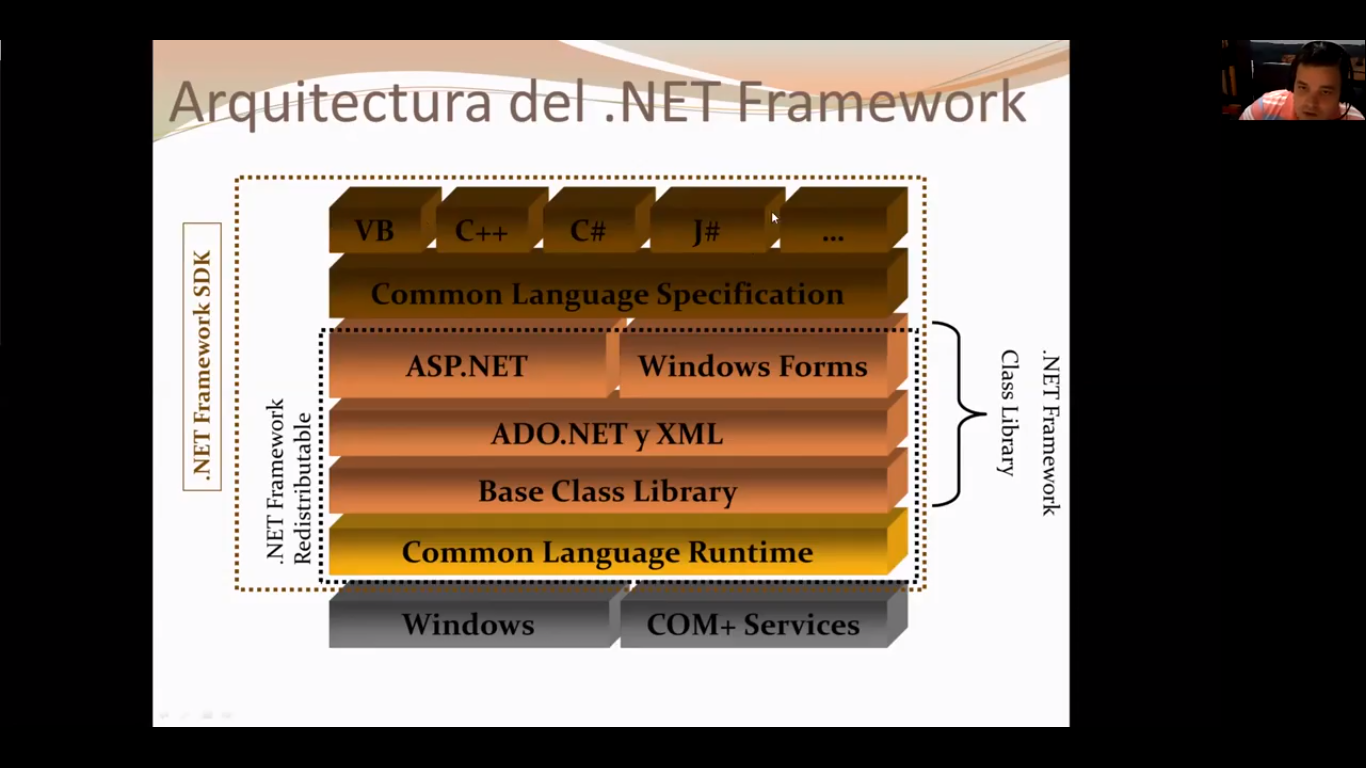 Arquitectura del .NET Framework
VB
C++
C#
J#
...
Common Language Specification
ASP.NET
Windows Forms
ADO.NET y XML
Base Class Library
Common Language Runtime
Windows
COM+ Services
.NET Framework SDK
.NET Framework
Redistributable
.NET Framework
Class Library